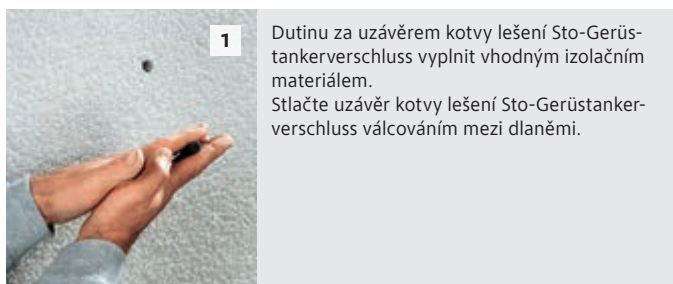 1
Dutinu za uzávěrem kotvy lešení Sto-Gerüs-
tankerverschluss vyplnit vhodným izolačním
materiálem.
Stlačte uzávěr kotvy lešení Sto-Gerüstanker-
verschluss válcováním mezi dlaněmi.